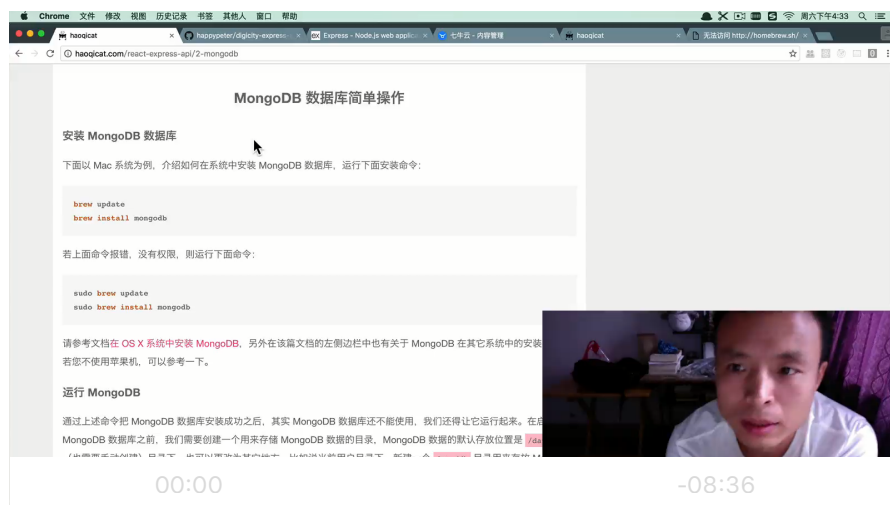 Chrome 文件 修改 视图 历史记录 书签 其他人 窗口 帮助 周六下午4:33
haoqicat happypeter/digicity-express Express - Node.js web applic 七牛云 - 内容管理 haoqicat 无法访问 http://homebrew.sh/
haoqicat.com/react-express-api/2-mongodb
MongoDB 数据库简单操作
安装 MongoDB 数据库
下面以 Mac 系统为例，介绍如何在系统中安装 MongoDB 数据库，运行下面安装命令：
brew update
brew install mongodb
若上面命令报错，没有权限，则运行下面命令：
sudo brew update
sudo brew install mongodb
请参考文档在 OS X 系统中安装 MongoDB，另外在该篇文档的左侧边栏中也有关于 MongoDB 在其它系统中的安装
若您不使用苹果机，可以参考一下。
运行 MongoDB
通过上述命令把 MongoDB 数据库安装成功之后，其实 MongoDB 数据库还不能使用，我们还得让它运行起来。在启
MongoDB 数据库之前，我们需要创建一个用来存储 MongoDB 数据的目录，MongoDB 数据的默认存放位置是 /da
00:00 -08:36